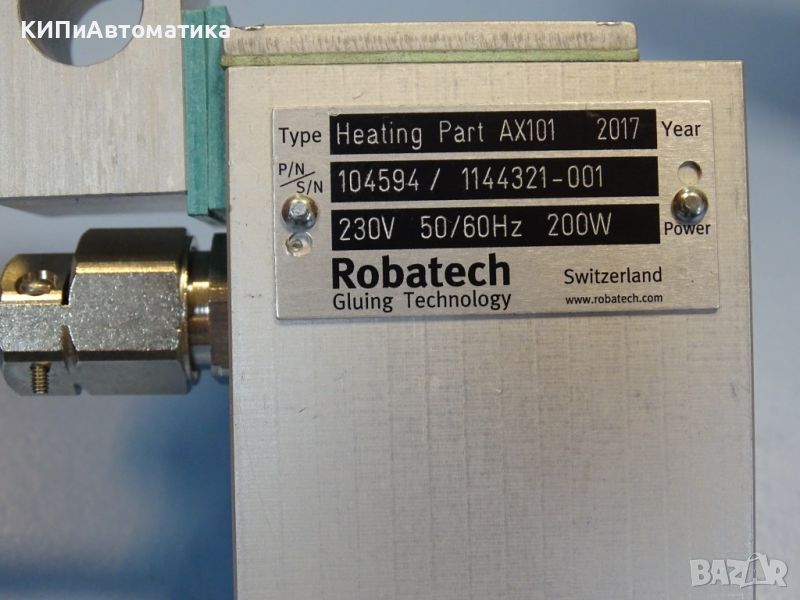 КИПиАвтоматика
Type Heating Part AX101 2017 Year
P/N/S/N 104594 / 1144321-001
230V 50/60Hz 200W Power
Robatech Switzerland
Gluing Technology www.robatech.com
BAZAR